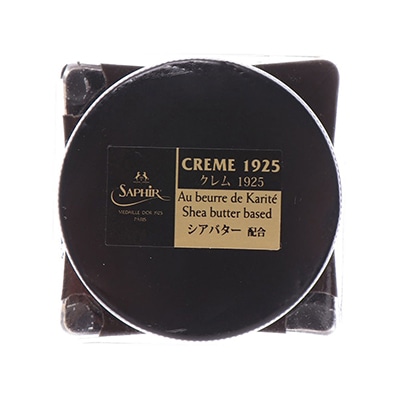 SAPHIR
MEDAILLE D'OR 1925
PARIS
CREME 1925
クレム 1925
Au beurre de Karité
Shea butter based
シアバター 配合